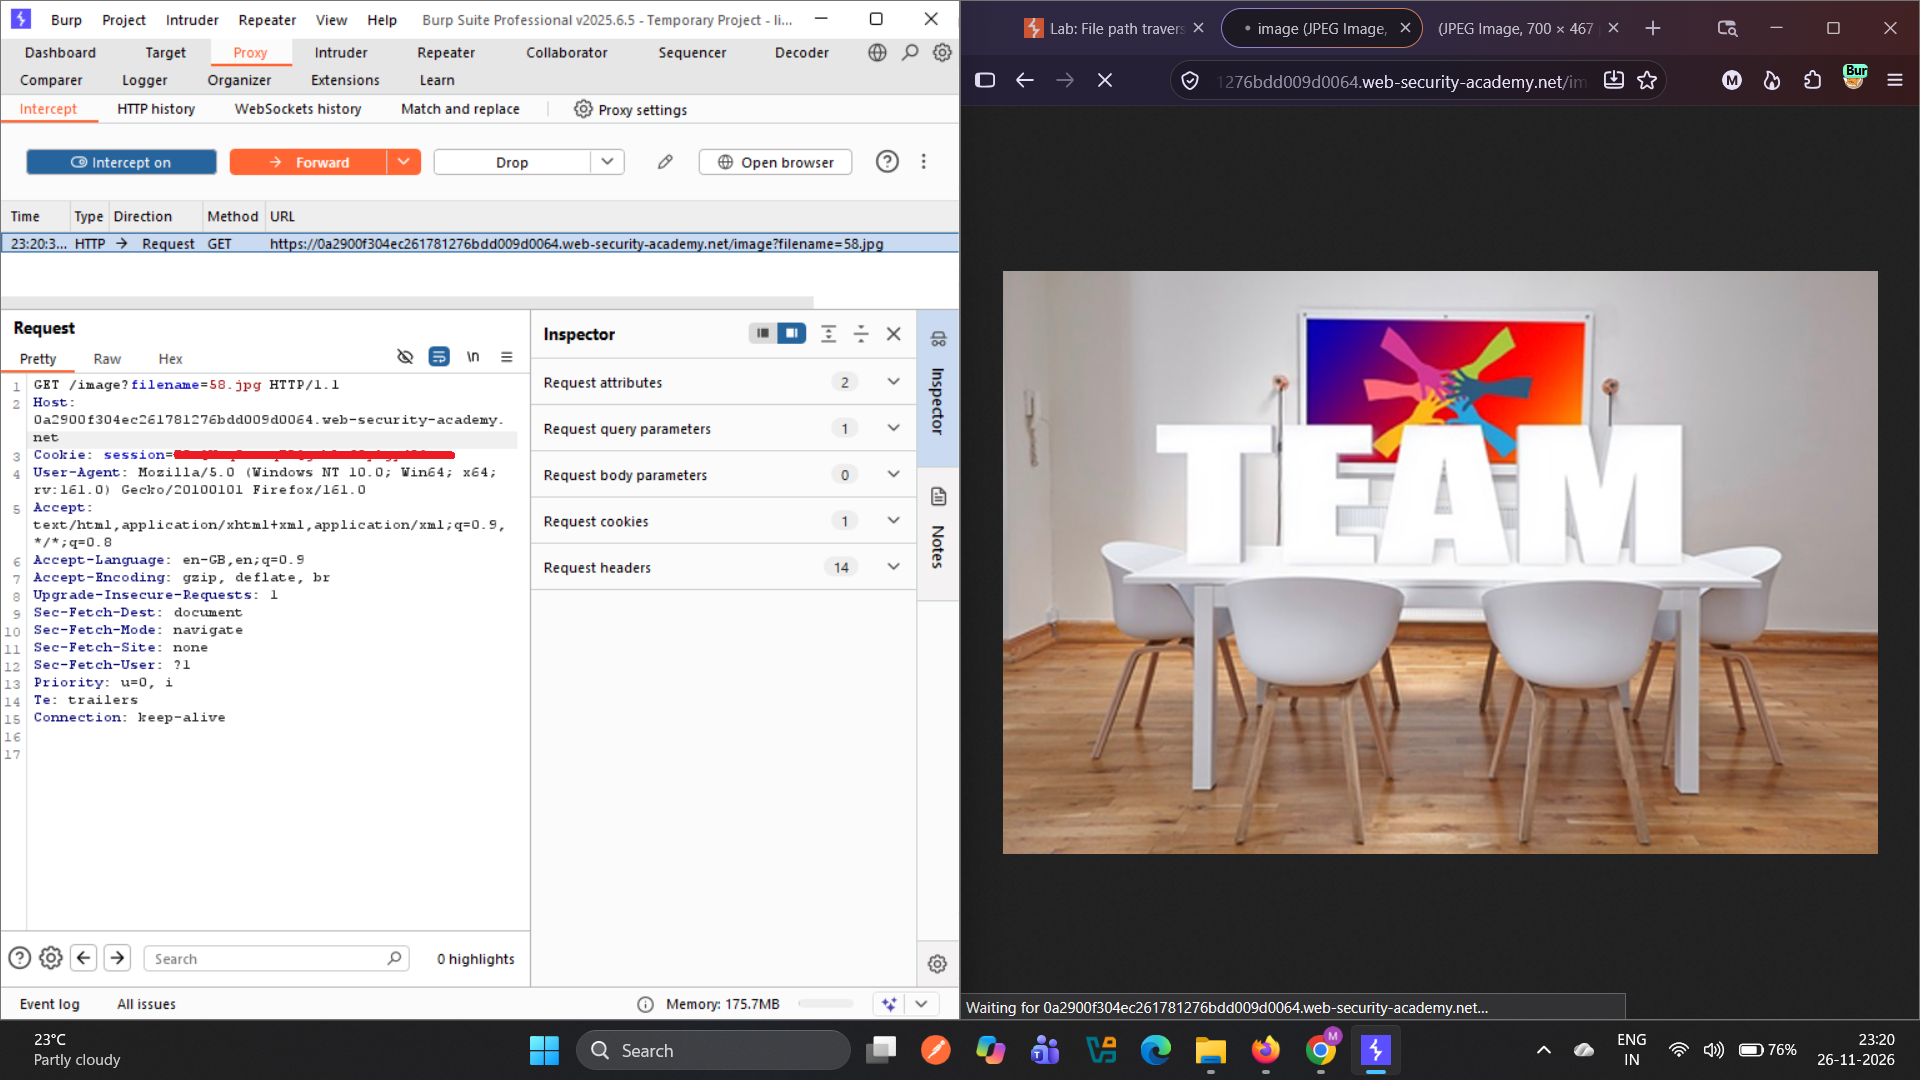 Burp Project Intruder Repeater View Help Burp Suite Professional v2025.6.5 - Temporary Project - li...
Dashboard Target Proxy Intruder Repeater Collaborator Sequencer Decoder
Comparer Logger Organizer Extensions Learn
Intercept HTTP history WebSockets history Match and replace Proxy settings
Intercept on Forward Drop Open browser
Time Type Direction Method URL
23:20:3... HTTP → Request GET https://0a2900f304ec261781276bdd009d0064.web-security-academy.net/image?filename=58.jpg
Request
Pretty Raw Hex \n
1 GET /image?filename=58.jpg HTTP/1.1
2 Host:
0a2900f304ec261781276bdd009d0064.web-security-academy.
net
3 Cookie: session=
4 User-Agent: Mozilla/5.0 (Windows NT 10.0; Win64; x64;
rv:161.0) Gecko/20100101 Firefox/161.0
5 Accept:
text/html,application/xhtml+xml,application/xml;q=0.9,
*/*;q=0.8
6 Accept-Language: en-GB,en;q=0.9
7 Accept-Encoding: gzip, deflate, br
8 Upgrade-Insecure-Requests: 1
9 Sec-Fetch-Dest: document
10 Sec-Fetch-Mode: navigate
11 Sec-Fetch-Site: none
12 Sec-Fetch-User: ?1
13 Priority: u=0, i
14 Te: trailers
15 Connection: keep-alive
16
17
Inspector
Request attributes 2
Request query parameters 1
Request body parameters 0
Request cookies 1
Request headers 14
Inspector
Notes
Search 0 highlights
Event log All issues Memory: 175.7MB
Lab: File path travers image (JPEG Image, (JPEG Image, 700 × 467
1276bdd009d0064.web-security-academy.net/im M Bur
TEAM
Waiting for 0a2900f304ec261781276bdd009d0064.web-security-academy.net...
23°C
Partly cloudy
Search
M
ENG
IN
76%
23:20
26-11-2026